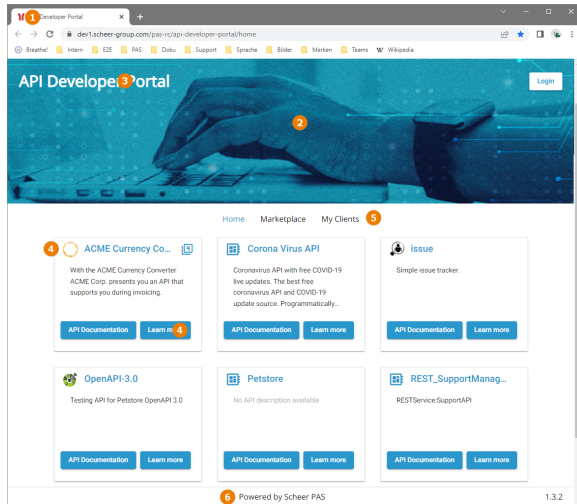 1 Developer Portal
dev1.scheer-group.com/pas-rc/api-developer-portal/home
Breathe! Intern E2E PAS Doku Support Sprache Bilder Merken Teams W Wikipedia
API Developer Portal
3
Login
2
Home Marketplace My Clients 5
4 ACME Currency Co...
With the ACME Currency Converter
ACME Corp. presents you an API that
supports you during invoicing.
API Documentation Learn m 4
Corona Virus API
Coronavirus API with free COVID-19
live updates. The best free
coronavirus API and COVID-19
update source. Programmatically...
API Documentation Learn more
issue
Simple issue tracker.
API Documentation Learn more
OpenAPI-3.0
Testing API for Petstore OpenAPI 3.0
API Documentation Learn more
Petstore
No API description available
API Documentation Learn more
REST_SupportManag...
RESTService:SupportAPI
API Documentation Learn more
6 Powered by Scheer PAS
1.3.2